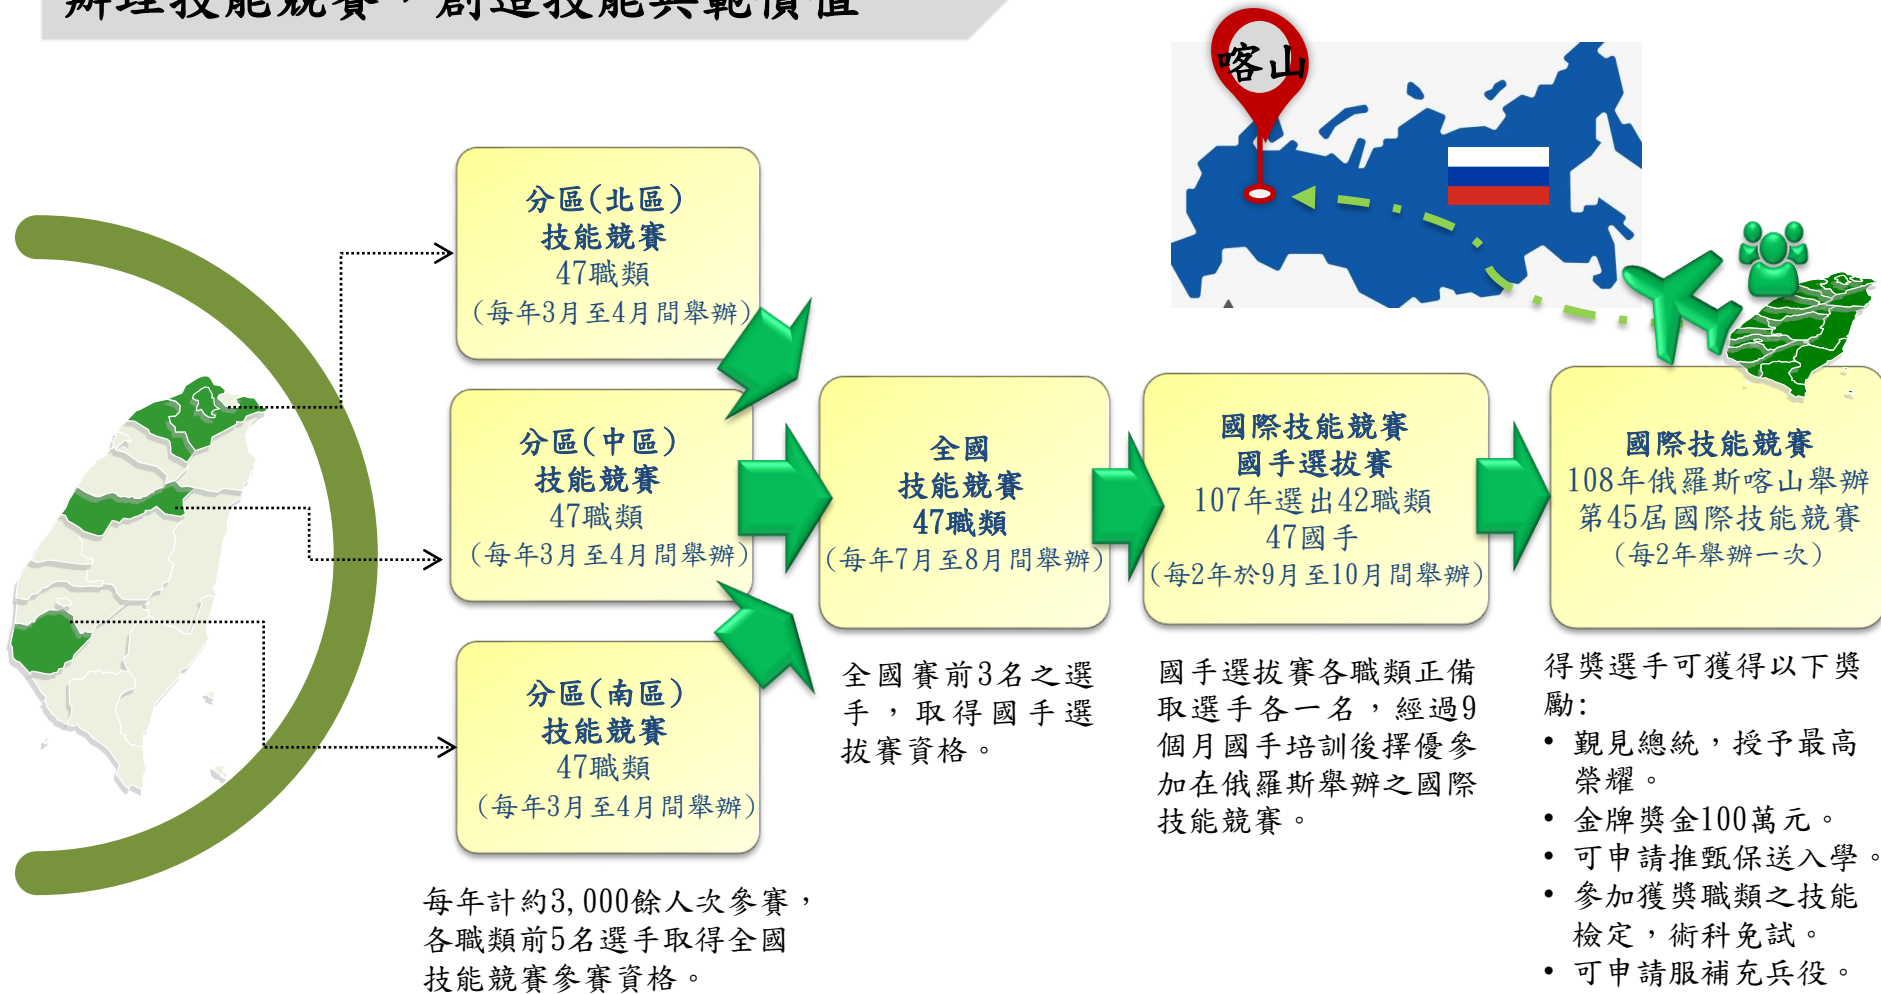 辦理技能競賽，創造技能典範價值
喀山
分區(北區)
技能競賽
47職類
(每年3月至4月間舉辦)
分區(中區)
技能競賽
47職類
(每年3月至4月間舉辦)
分區(南區)
技能競賽
47職類
(每年3月至4月間舉辦)
每年計約3,000餘人次參賽，
各職類前5名選手取得全國
技能競賽參賽資格。
全國
技能競賽
47職類
(每年7月至8月間舉辦)
全國賽前3名之選
手，取得國手選
拔賽資格。
國際技能競賽
國手選拔賽
107年選出42職類
47國手
(每2年於9月至10月間舉辦)
國手選拔賽各職類正備
取選手各一名，經過9
個月國手培訓後擇優參
加在俄羅斯舉辦之國際
技能競賽。
國際技能競賽
108年俄羅斯喀山舉辦
第45屆國際技能競賽
(每2年舉辦一次)
得獎選手可獲得以下獎
勵:
• 覲見總統，授予最高
榮耀。
• 金牌獎金100萬元。
• 可申請推甄保送入學。
• 參加獲獎職類之技能
檢定，術科免試。
• 可申請服補充兵役。